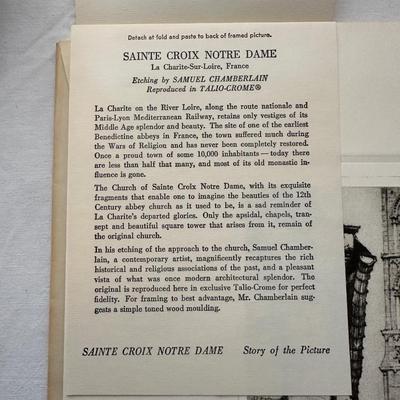 Detach at fold and paste to back of framed picture.
SAINTE CROIX NOTRE DAME
La Charite-Sur-Loire, France
Etching by SAMUEL CHAMBERLAIN
Reproduced in TALIO-CROME®
La Charite on the River Loire, along the route nationale and
Paris-Lyon Mediterranean Railway, retains only vestiges of its
Middle Age splendor and beauty. The site of one of the earliest
Benedictine abbeys in France, the town suffered much during
the Wars of Religion and has never been completely restored.
Once a proud town of some 10,000 inhabitants—today there
are less than half that many, and most of its old monastic in-
fluence is gone.
The Church of Sainte Croix Notre Dame, with its exquisite
fragments that enable one to imagine the beauties of the 12th
Century abbey church as it used to be, is a sad reminder of
La Charite's departed glories. Only the apsidal, chapels, tran-
sept and beautiful square tower that arises from it, remain of
the original church.
In his etching of the approach to the church, Samuel Chamber-
lain, a contemporary artist, magnificently recaptures the rich
historical and religious associations of the past, and a pleasant
vista of what was once modern architectural splendor. The
original is reproduced here in exclusive Talio-Crome for perfect
fidelity. For framing to best advantage, Mr. Chamberlain sug-
gests a simple toned wood moulding.
SAINTE CROIX NOTRE DAME Story of the Picture